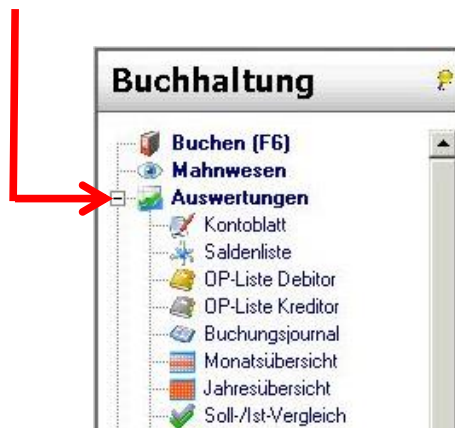 Buchhaltung
Buchen (F6)
Mahnwesen
Auswertungen
Kontoblatt
Saldenliste
OP-Liste Debitor
OP-Liste Kreditor
Buchungsjournal
Monatsübersicht
Jahresübersicht
Soll-/Ist-Vergleich